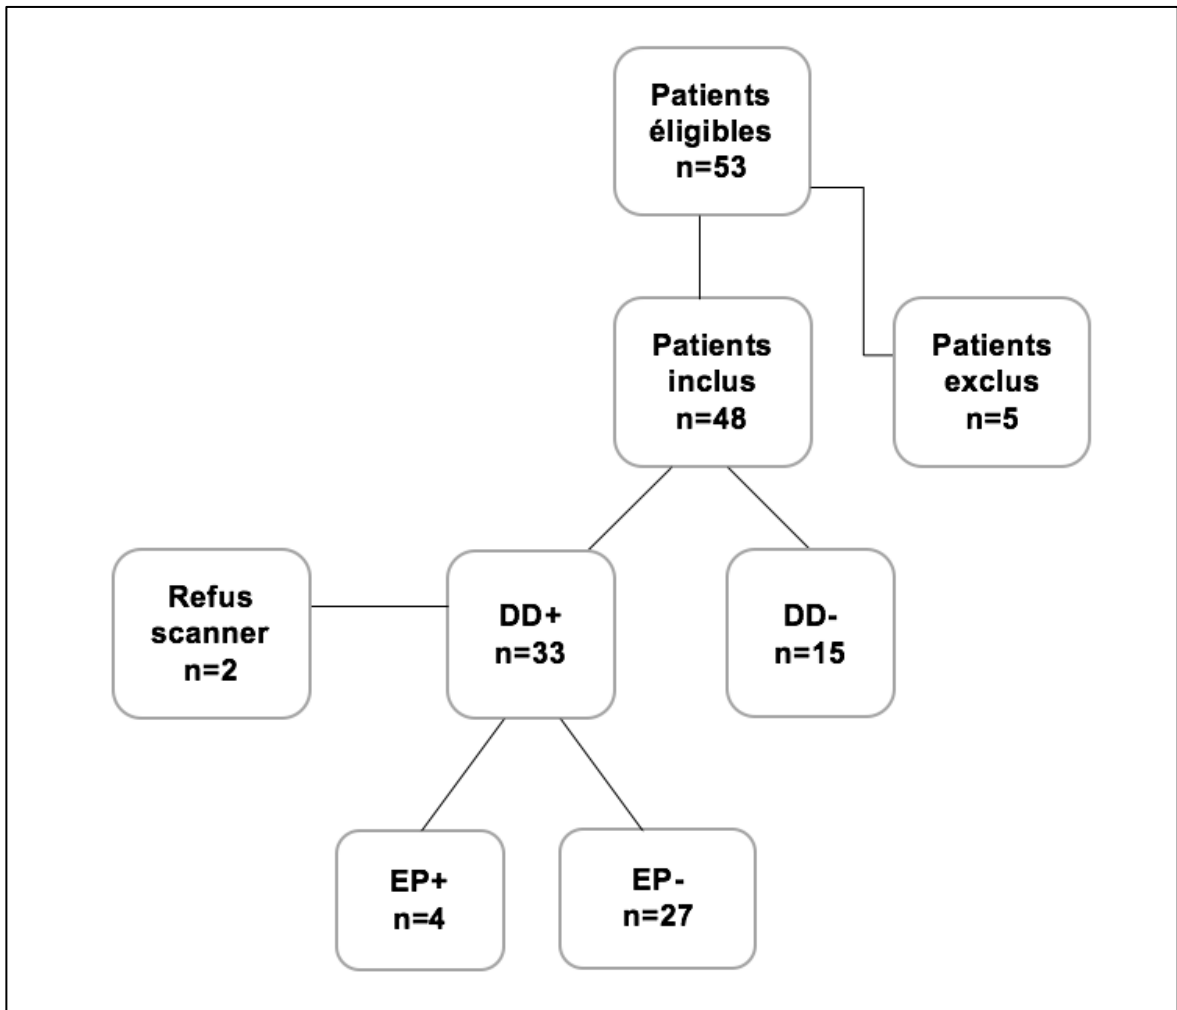 Patients
éligibles
n=53
Patients
inclus
n=48
Patients
exclus
n=5
Refus
scanner
n=2
DD+
n=33
DD-
n=15
EP+
n=4
EP-
n=27